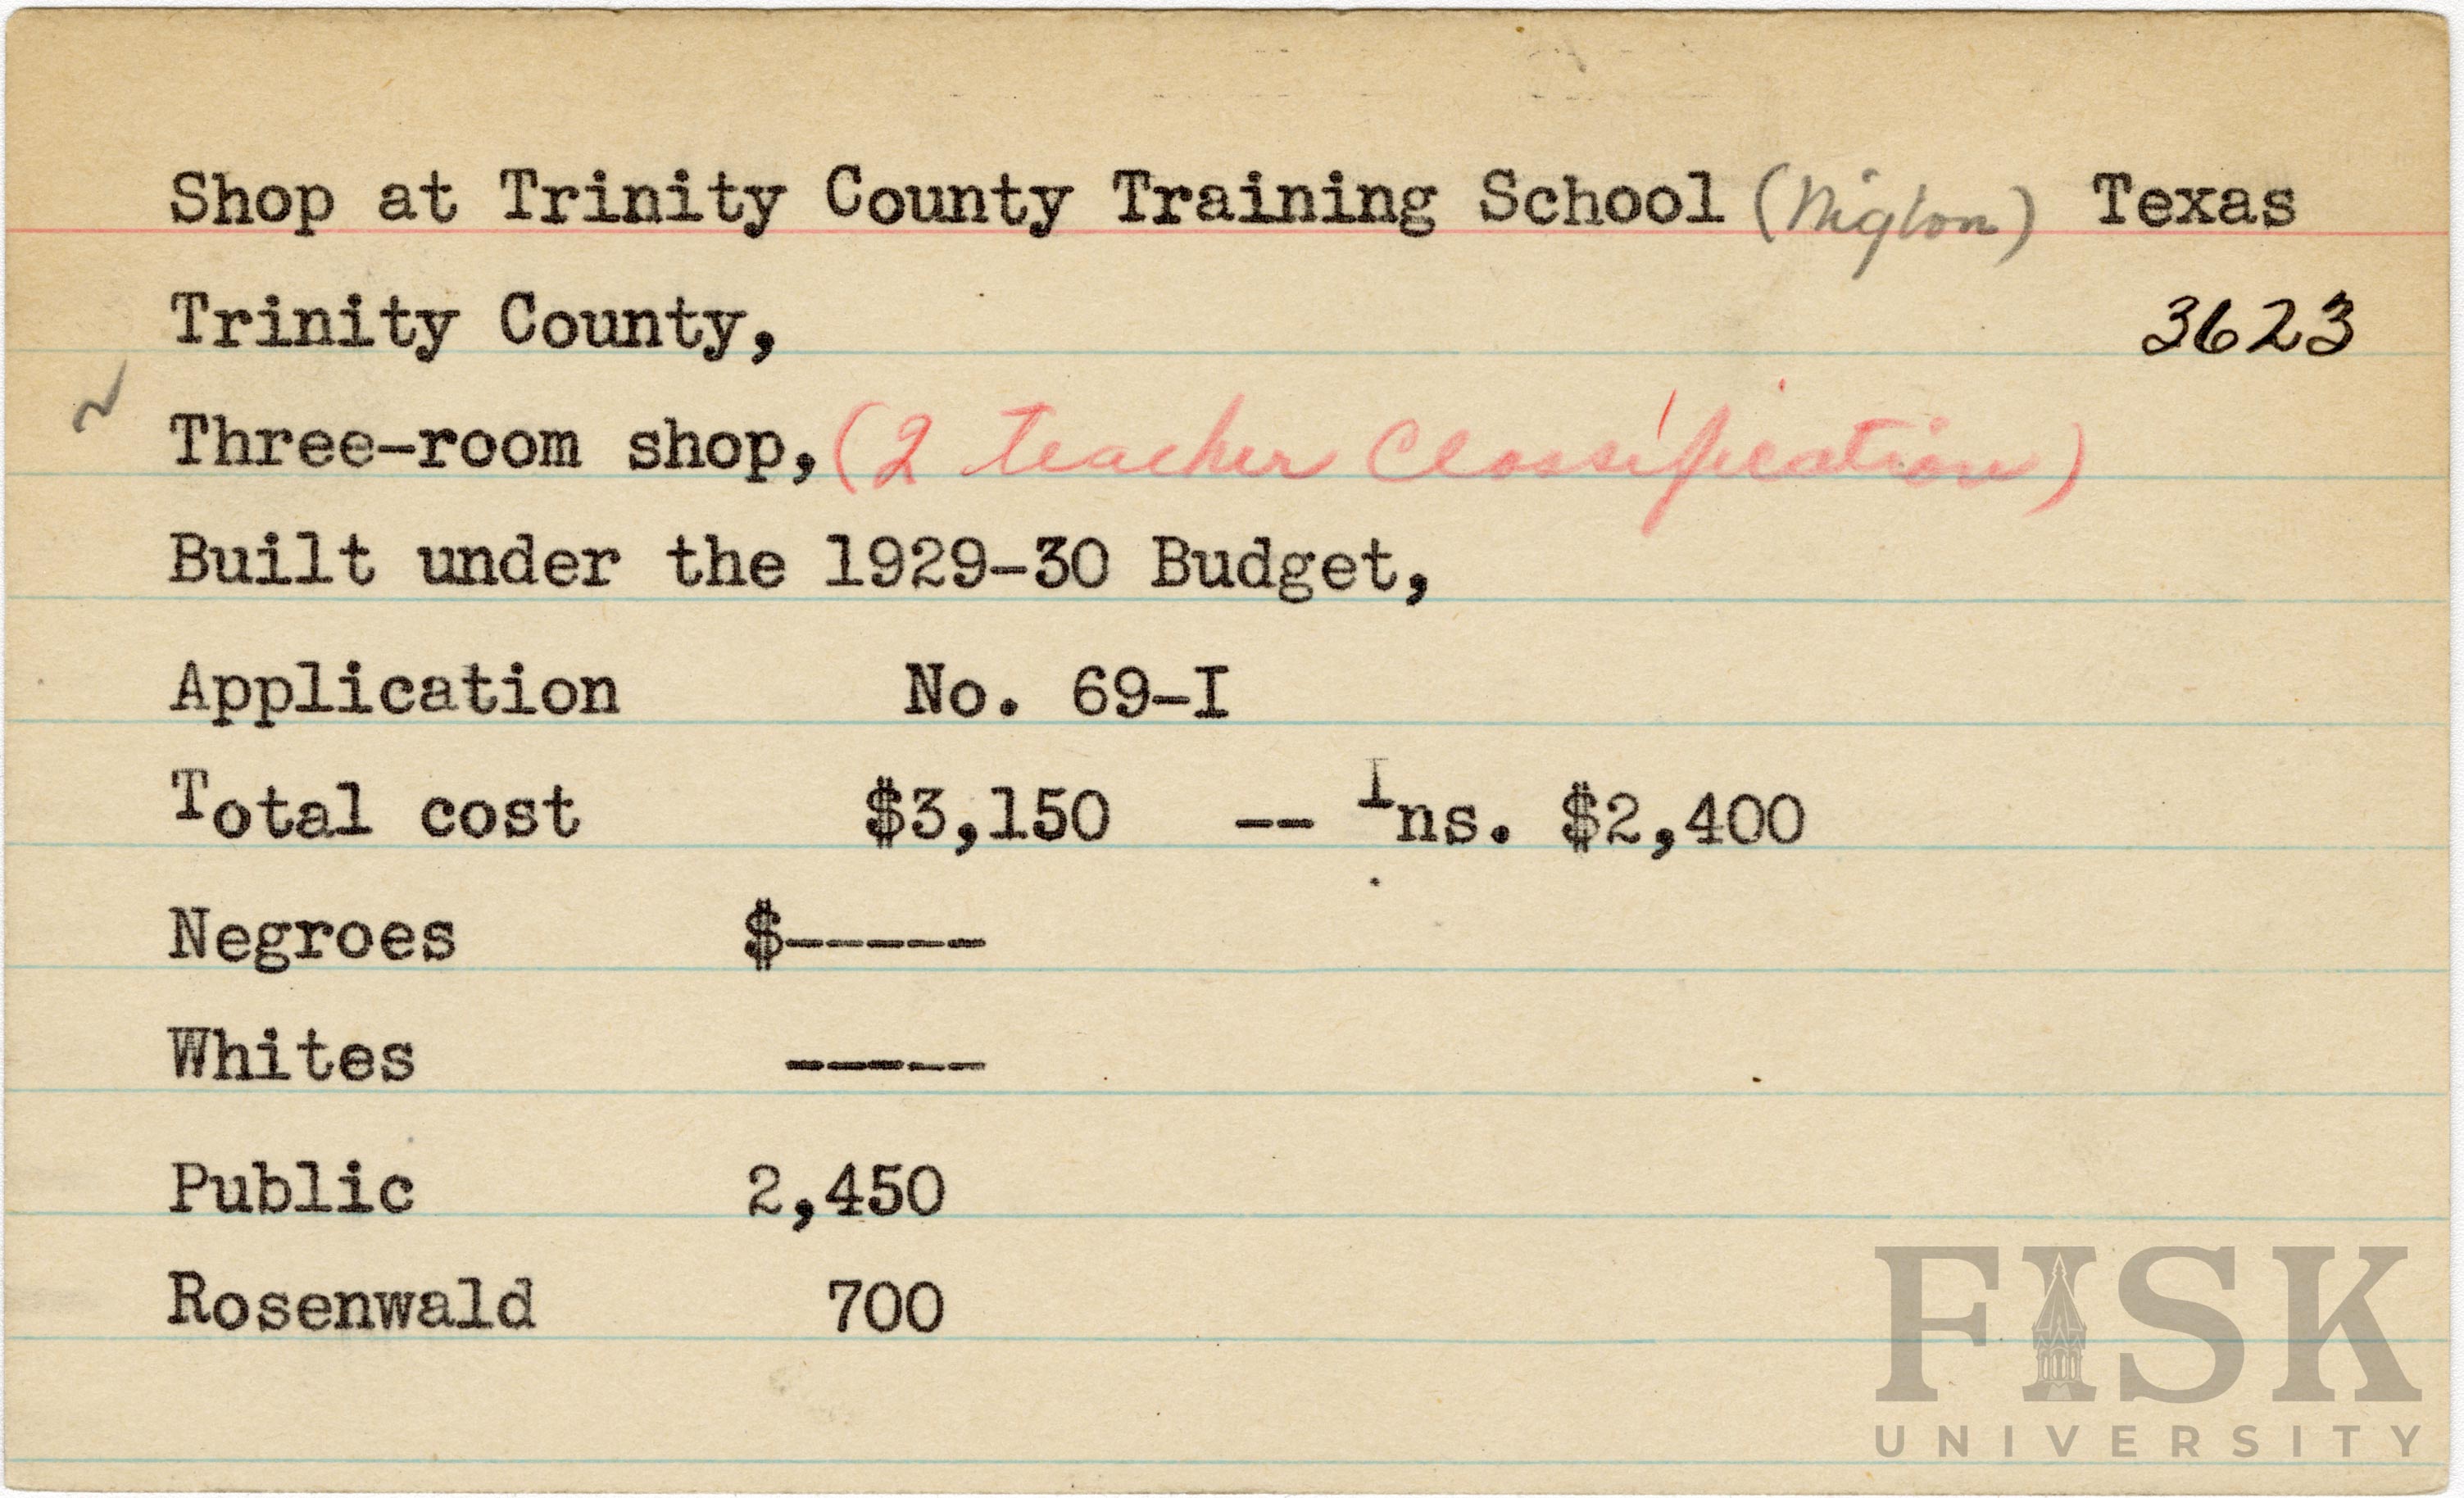 Shop at Trinity County Training School (Nigton) Texas
Trinity County, 3623
Three-room shop, (2 teacher Classification)
Built under the 1929-30 Budget,
Application No. 69-I
Total cost $3,150 -- Ins. $2,400
Negroes $-----
Whites -----
Public 2,450
Rosenwald 700
FISK
UNIVERSITY